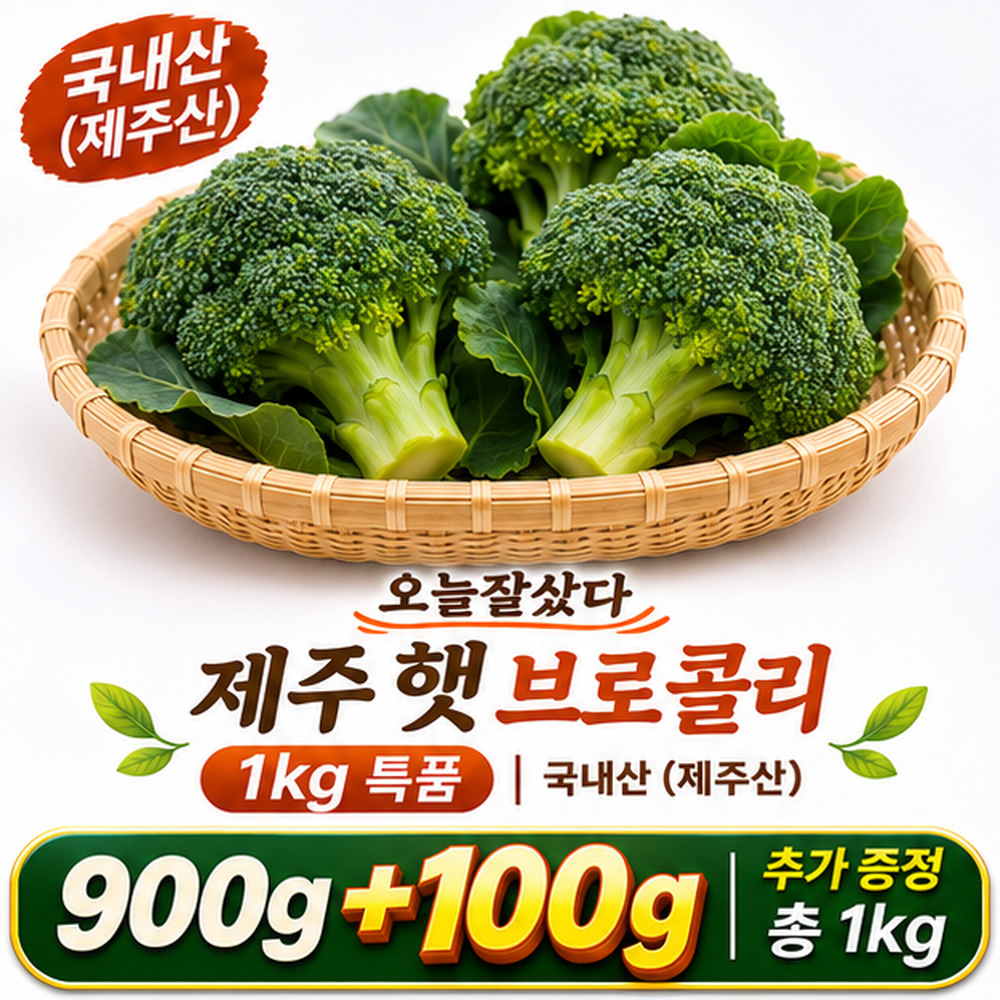 국내산
(제주산)
오늘잘샀다
제주 햇 브로콜리
1kg 특품 | 국내산 (제주산)
900g+100g
추가 증정
총 1kg